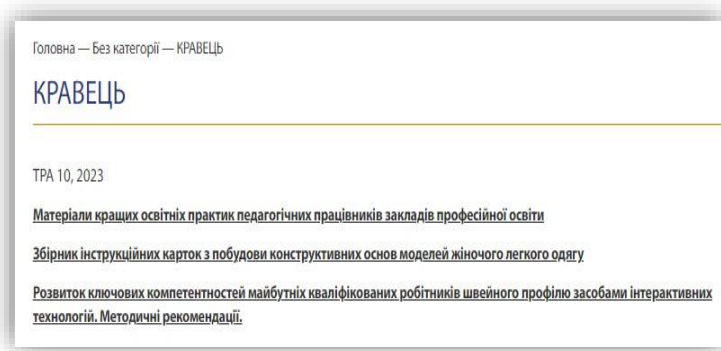 Головна — Без категорії — КРАВЕЦЬ
КРАВЕЦЬ
ТРА 10, 2023
Матеріали кращих освітніх практик педагогічних працівників закладів професійної освіти
Збірник інструкційних карток з побудови конструктивних основ моделей жіночого легкого одягу
Розвиток ключових компетентностей майбутніх кваліфікованих робітників швейного профілю засобами інтерактивних
технологій. Методичні рекомендації.